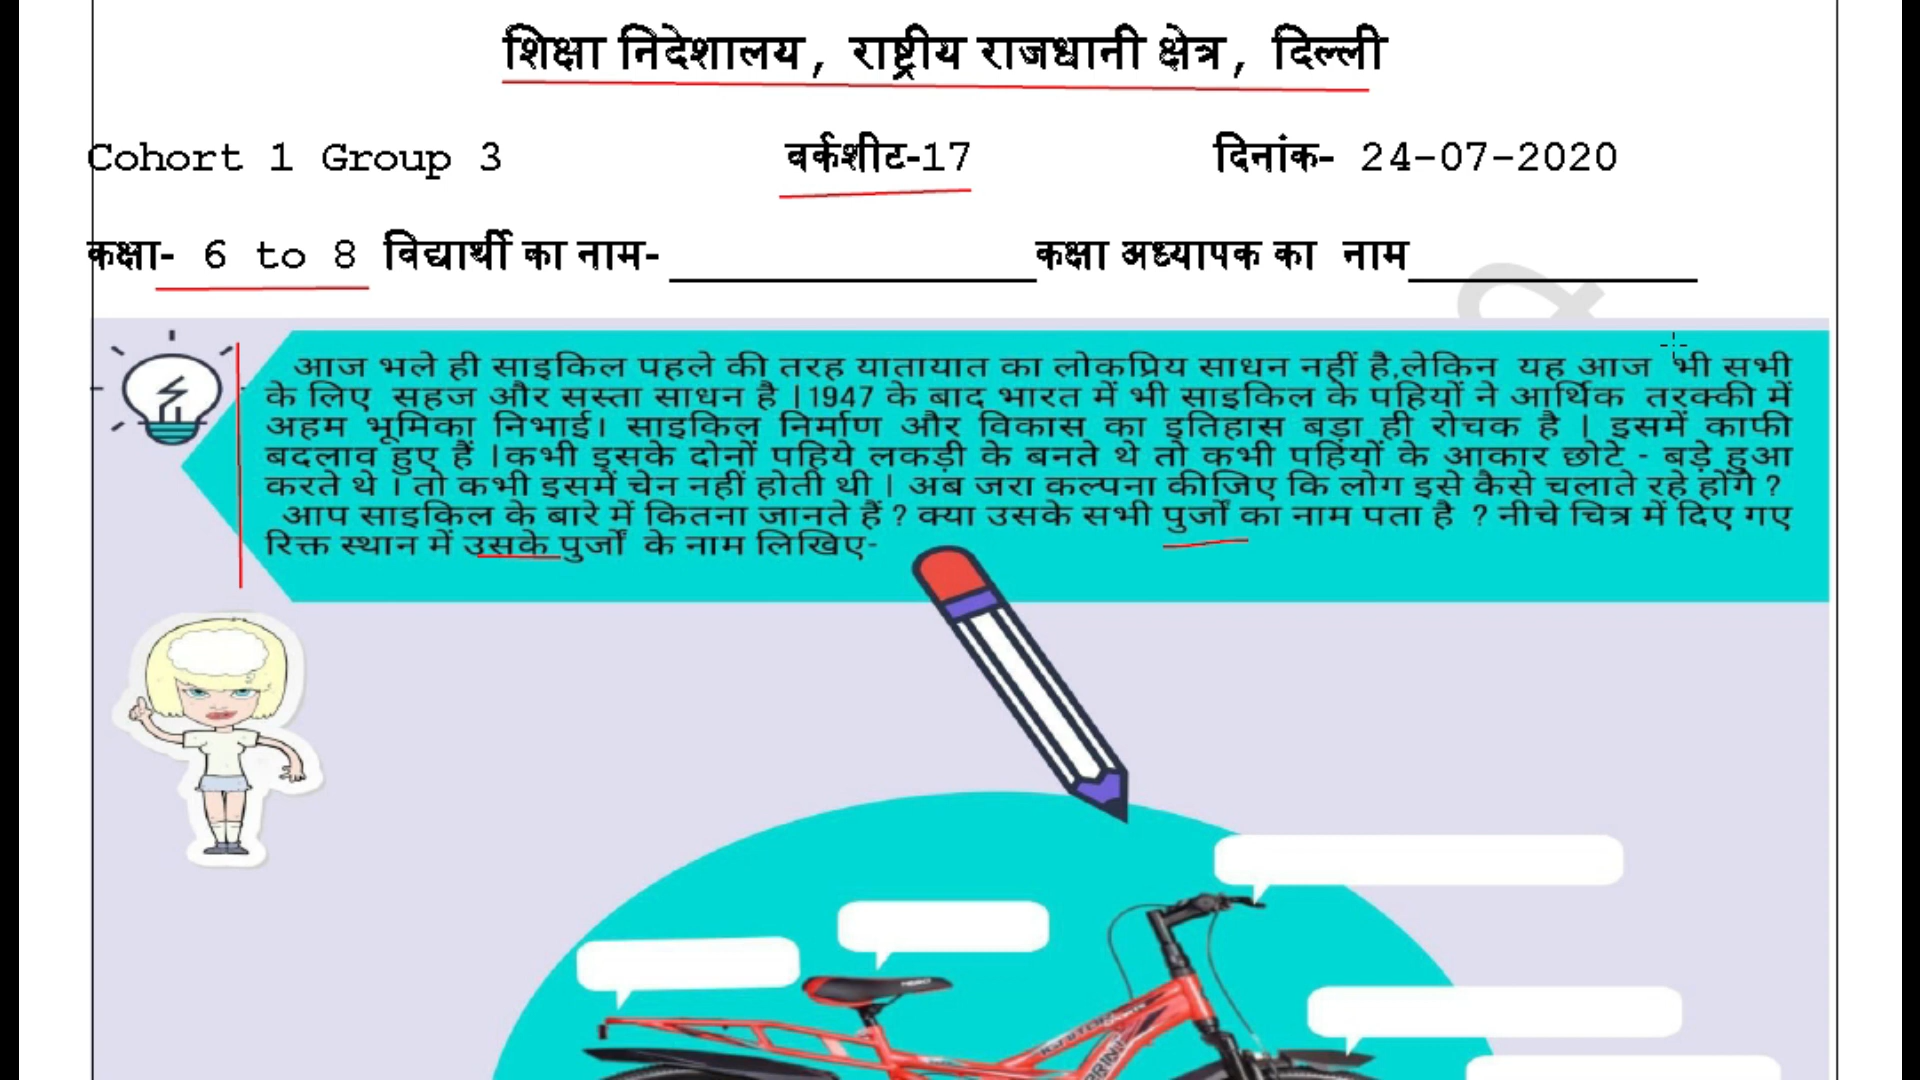 शिक्षा निदेशालय, राष्ट्रीय राजधानी क्षेत्र, दिल्ली
Cohort 1 Group 3 वर्कशीट-17 दिनांक- 24-07-2020
कक्षा- 6 to 8 विद्यार्थी का नाम- ______________कक्षा अध्यापक का नाम___________
आज भले ही साइकिल पहले की तरह यातायात का लोकप्रिय साधन नहीं है,लेकिन यह आज भी सभी
के लिए सहज और सस्ता साधन है |1947 के बाद भारत में भी साइकिल के पहियों ने आर्थिक तरक्की में
अहम भूमिका निभाई। साइकिल निर्माण और विकास का इतिहास बड़ा ही रोचक है | इसमें काफी
बदलाव हुए हैं |कभी इसके दोनों पहिये लकड़ी के बनते थे तो कभी पहियों के आकार छोटे - बड़े हुआ
करते थे । तो कभी इसमें चेन नहीं होती थी | अब जरा कल्पना कीजिए कि लोग इसे कैसे चलाते रहे होंगे ?
आप साइकिल के बारे में कितना जानते हैं ? क्या उसके सभी पुर्जों का नाम पता है ? नीचे चित्र में दिए गए
रिक्त स्थान में उसके पुर्जों के नाम लिखिए-